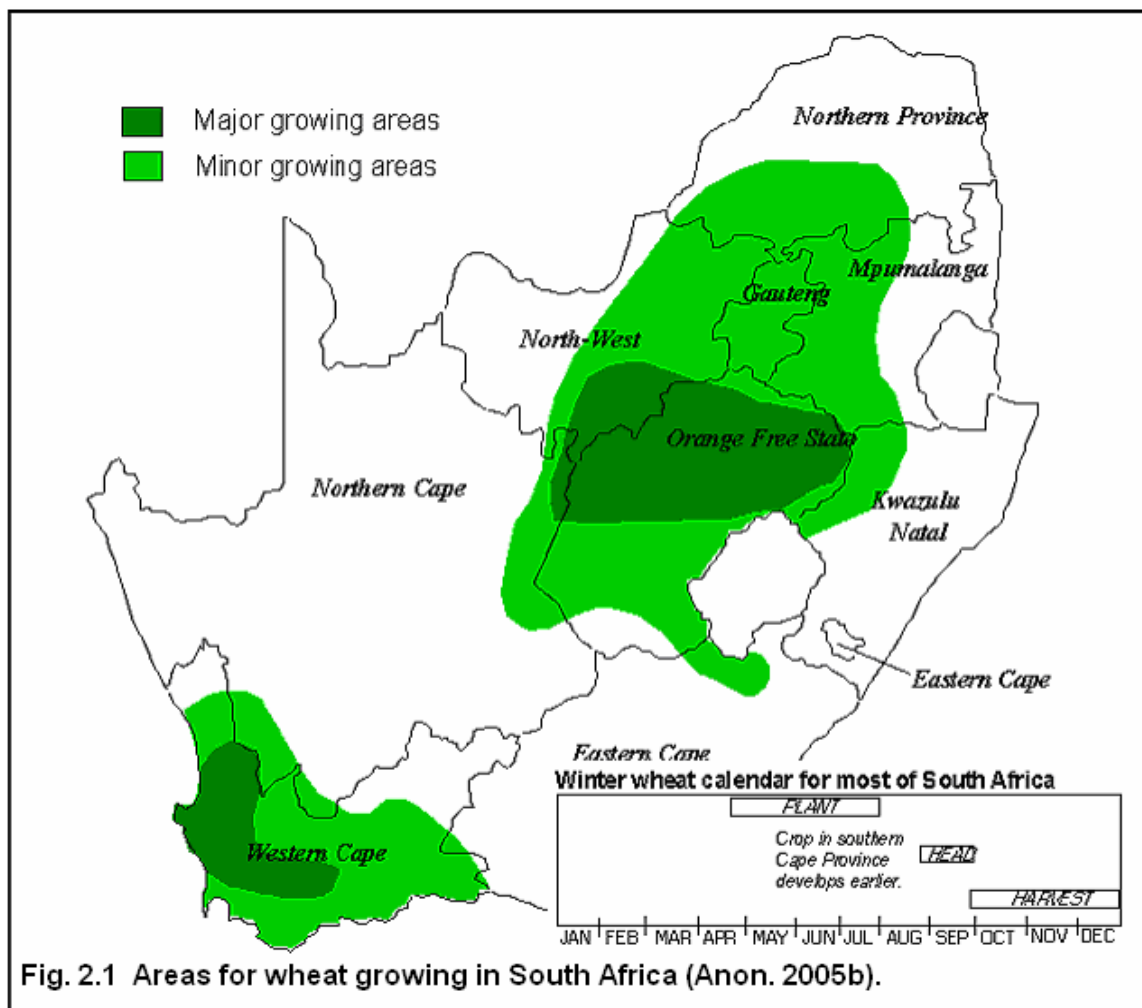 Major growing areas
Minor growing areas
Northern Province
Mpumalanga
Gauteng
North-West
Orange Free State
Northern Cape
Kwazulu
Natal
Eastern Cape
Eastern Cape
Western Cape
Winter wheat calendar for most of South Africa
PLANT
Crop in southern
Cape Province
develops earlier.
HEAD
HARVEST
JAN FEB MAR APR MAY JUN JUL AUG SEP OCT NOV DEC
Fig. 2.1 Areas for wheat growing in South Africa (Anon. 2005b).